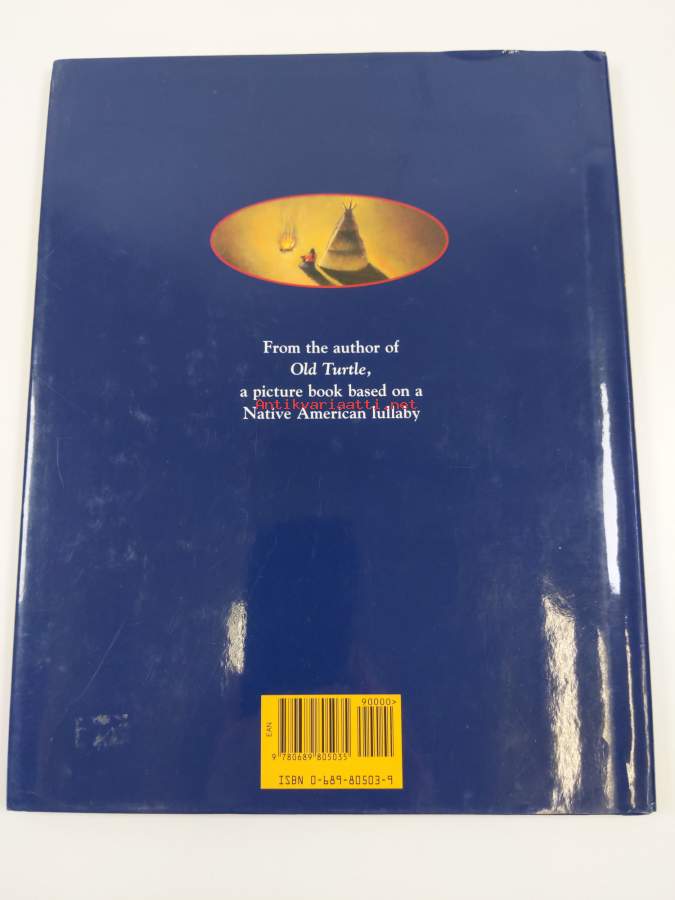 From the author of
Old Turtle,
a picture book based on a
Antikvariaatti.net
Native American lullaby
90000>
EAN
9 780689 805035
ISBN 0-689-80503-9